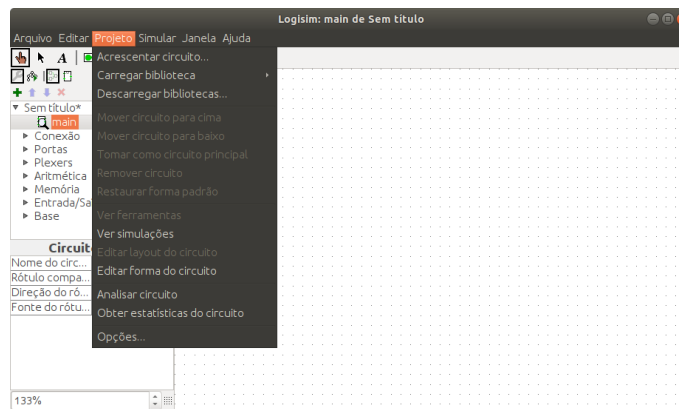 Logisim: main de Sem título
Arquivo Editar Projeto Simular Janela Ajuda
A
Acrescentar circuito...
Carregar biblioteca
Descarregar bibliotecas...
Mover circuito para cima
Mover circuito para baixo
Tomar como circuito principal
Remover circuito
Restaurar forma padrão
Ver ferramentas
Ver simulações
Editar layout do circuito
Editar forma do circuito
Analisar circuito
Obter estatísticas do circuito
Opções...
Sem título*
main
Conexão
Portas
Plexers
Aritmética
Memória
Entrada/Sa
Base
Circuit
Nome do circ...
Rótulo compa...
Direção do ró...
Fonte do rótu...
133%